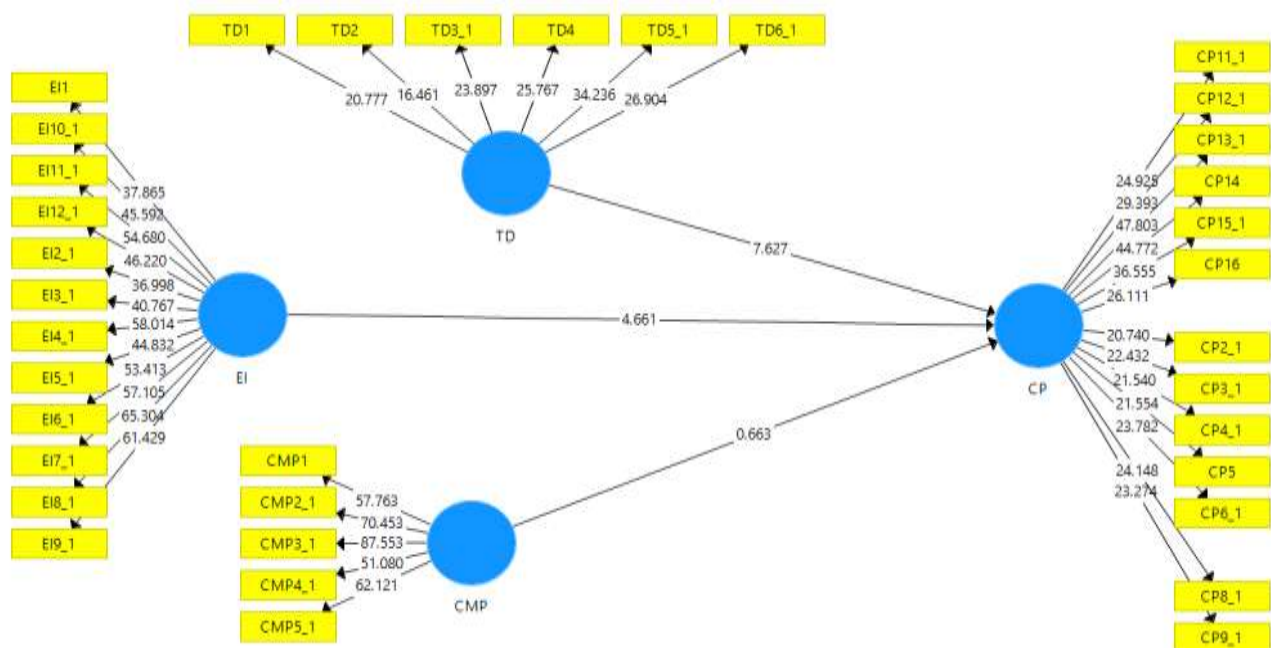 TD1 TD2 TD3_1 TD4 TD5_1 TD6_1
20.777 16.461 23.897 25.767 34.236 26.904
TD
EI1
EI10_1
EI11_1
EI12_1
EI2_1
EI3_1
EI4_1
EI5_1
EI6_1
EI7_1
EI8_1
EI9_1
37.865
45.592
54.680
46.220
36.998
40.767
58.014
44.832
53.413
57.105
65.304
61.429
EI
7.627
4.661
0.663
CMP1
CMP2_1
CMP3_1
CMP4_1
CMP5_1
57.763
70.453
87.553
51.080
62.121
CMP
CP
24.925
29.393
47.803
44.772
36.555
26.111
20.740
22.432
21.540
21.554
23.782
24.148
23.274
CP11_1
CP12_1
CP13_1
CP14
CP15_1
CP16
CP2_1
CP3_1
CP4_1
CP5
CP6_1
CP8_1
CP9_1